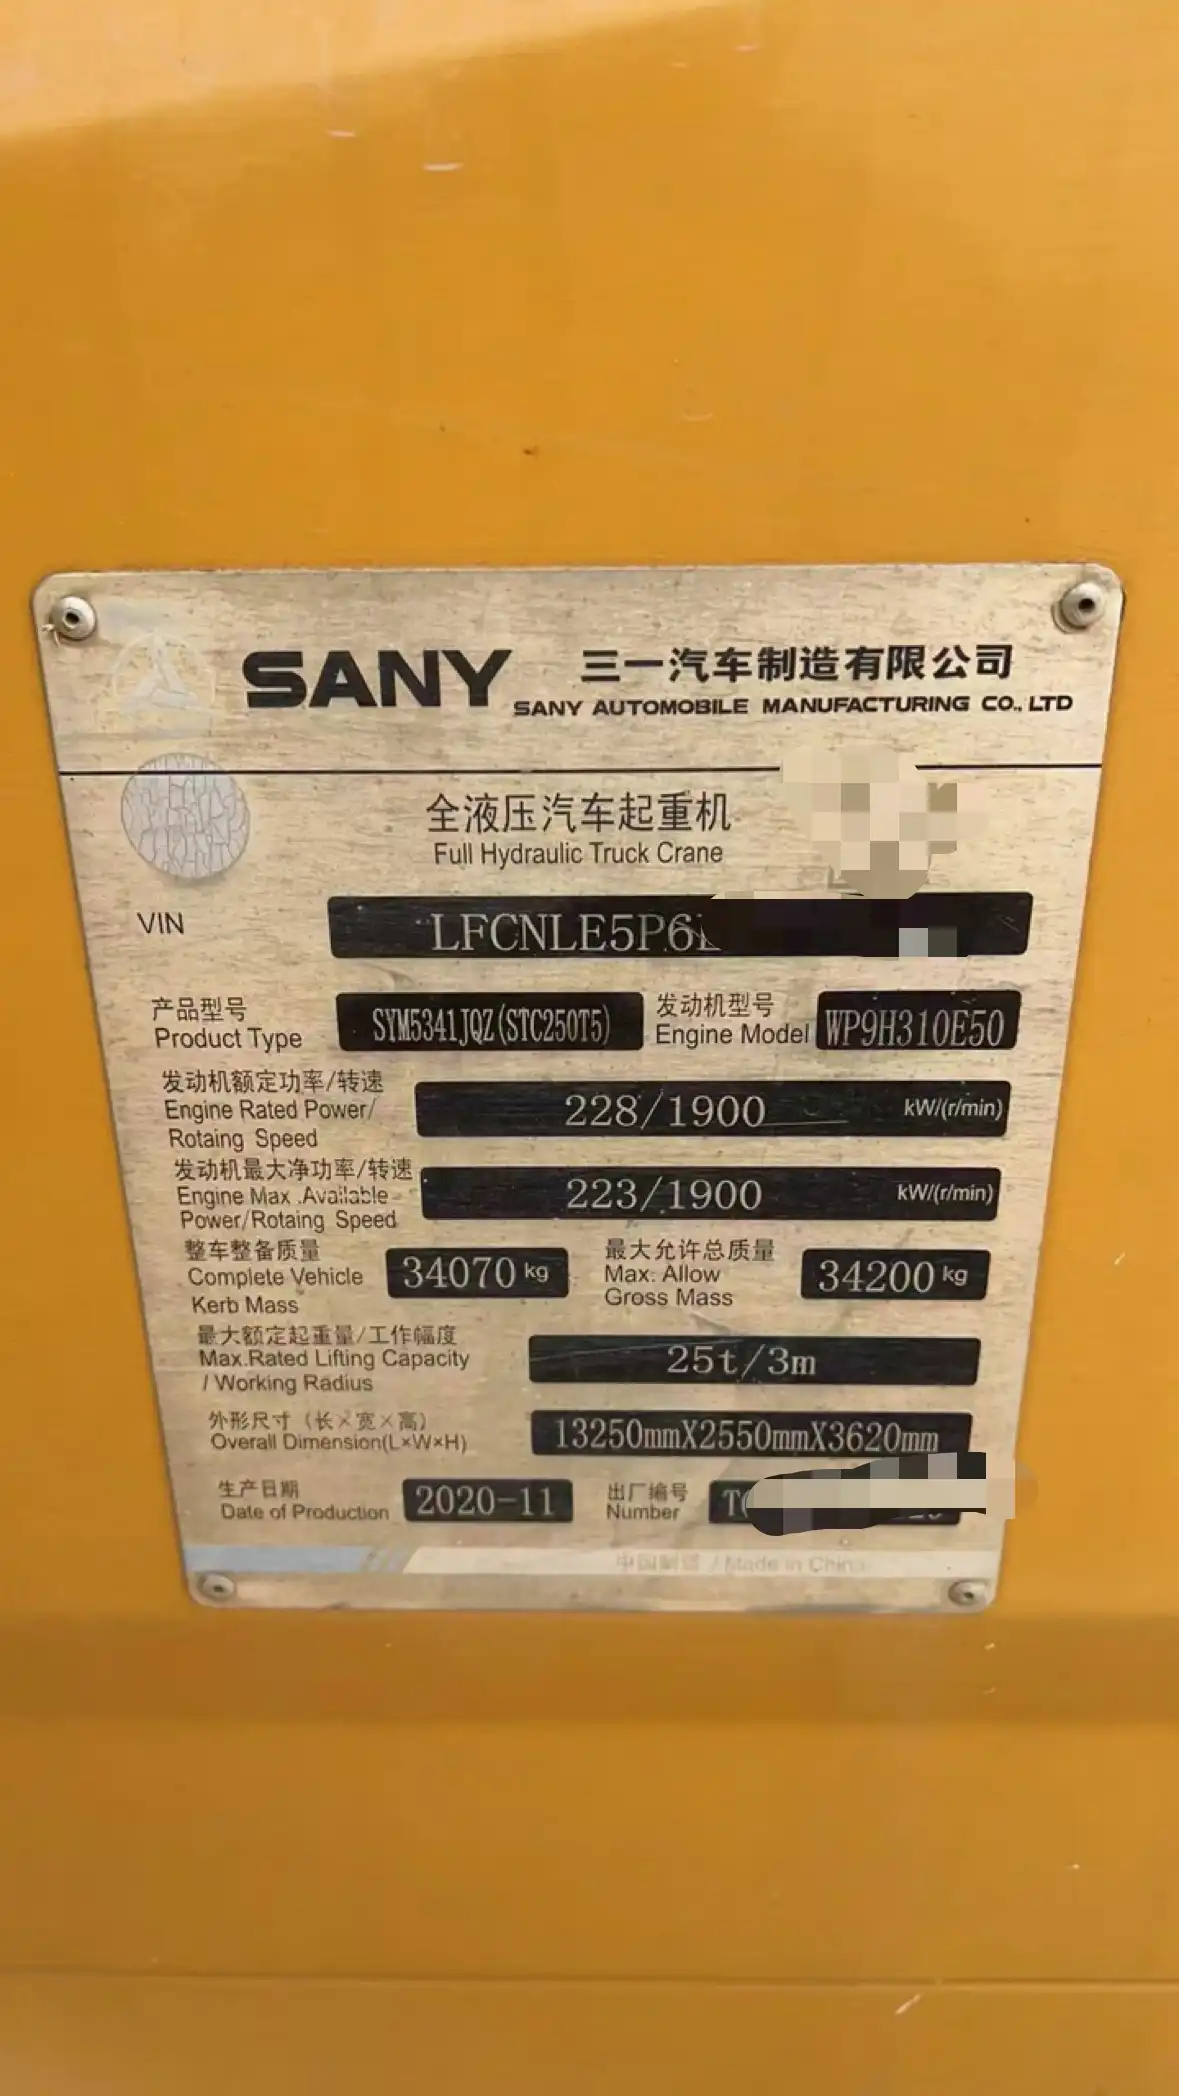 SANY 三一汽车制造有限公司
SANY AUTOMOBILE MANUFACTURING CO., LTD
全液压汽车起重机
Full Hydraulic Truck Crane
VIN LFCNLE5P6
产品型号 SYM5341JQZ(STC250T5) 发动机型号 WP9H310E50
Product Type Engine Model
发动机额定功率/转速
Engine Rated Power/ 228/1900 kW/(r/min)
Rotaing Speed
发动机最大净功率/转速
Engine Max .Available 223/1900 kW/(r/min)
Power/Rotaing Speed
整车整备质量 最大允许总质量
Complete Vehicle 34070 kg Max. Allow 34200 kg
Kerb Mass Gross Mass
最大额定起重量/工作幅度
Max.Rated Lifting Capacity 25t/3m
/ Working Radius
外形尺寸（长×宽×高）
Overall Dimension(L×W×H) 13250mmX2550mmX3620mm
生产日期 2020-11 出厂编号 T
Date of Production Number
中国制造 / Made in China